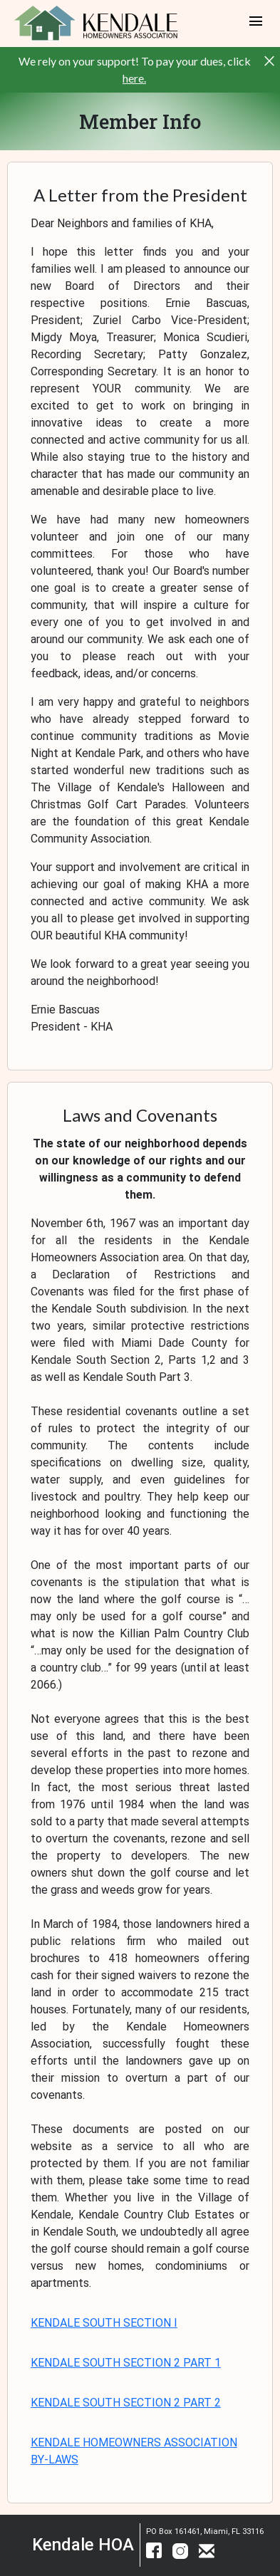 KENDALE
HOMEOWNERS ASSOCIATION
We rely on your support! To pay your dues, click
here.
Member Info
A Letter from the President
Dear Neighbors and families of KHA,
I hope this letter finds you and your
families well. I am pleased to announce our
new Board of Directors and their
respective positions. Ernie Bascuas,
President; Zuriel Carbo Vice-President;
Migdy Moya, Treasurer; Monica Scudieri,
Recording Secretary; Patty Gonzalez,
Corresponding Secretary. It is an honor to
represent YOUR community. We are
excited to get to work on bringing in
innovative ideas to create a more
connected and active community for us all.
While also staying true to the history and
character that has made our community an
amenable and desirable place to live.
We have had many new homeowners
volunteer and join one of our many
committees. For those who have
volunteered, thank you! Our Board's number
one goal is to create a greater sense of
community, that will inspire a culture for
every one of you to get involved in and
around our community. We ask each one of
you to please reach out with your
feedback, ideas, and/or concerns.
I am very happy and grateful to neighbors
who have already stepped forward to
continue community traditions as Movie
Night at Kendale Park, and others who have
started wonderful new traditions such as
The Village of Kendale's Halloween and
Christmas Golf Cart Parades. Volunteers
are the foundation of this great Kendale
Community Association.
Your support and involvement are critical in
achieving our goal of making KHA a more
connected and active community. We ask
you all to please get involved in supporting
OUR beautiful KHA community!
We look forward to a great year seeing you
around the neighborhood!
Ernie Bascuas
President - KHA
Laws and Covenants
The state of our neighborhood depends
on our knowledge of our rights and our
willingness as a community to defend
them.
November 6th, 1967 was an important day
for all the residents in the Kendale
Homeowners Association area. On that day,
a Declaration of Restrictions and
Covenants was filed for the first phase of
the Kendale South subdivision. In the next
two years, similar protective restrictions
were filed with Miami Dade County for
Kendale South Section 2, Parts 1,2 and 3
as well as Kendale South Part 3.
These residential covenants outline a set
of rules to protect the integrity of our
community. The contents include
specifications on dwelling size, quality,
water supply, and even guidelines for
livestock and poultry. They help keep our
neighborhood looking and functioning the
way it has for over 40 years.
One of the most important parts of our
covenants is the stipulation that what is
now the land where the golf course is “...
may only be used for a golf course” and
what is now the Killian Palm Country Club
“...may only be used for the designation of
a country club...” for 99 years (until at least
2066.)
Not everyone agrees that this is the best
use of this land, and there have been
several efforts in the past to rezone and
develop these properties into more homes.
In fact, the most serious threat lasted
from 1976 until 1984 when the land was
sold to a party that made several attempts
to overturn the covenants, rezone and sell
the property to developers. The new
owners shut down the golf course and let
the grass and weeds grow for years.
In March of 1984, those landowners hired a
public relations firm who mailed out
brochures to 418 homeowners offering
cash for their signed waivers to rezone the
land in order to accommodate 215 tract
houses. Fortunately, many of our residents,
led by the Kendale Homeowners
Association, successfully fought these
efforts until the landowners gave up on
their mission to overturn a part of our
covenants.
These documents are posted on our
website as a service to all who are
protected by them. If you are not familiar
with them, please take some time to read
them. Whether you live in the Village of
Kendale, Kendale Country Club Estates or
in Kendale South, we undoubtedly all agree
the golf course should remain a golf course
versus new homes, condominiums or
apartments.
KENDALE SOUTH SECTION I
KENDALE SOUTH SECTION 2 PART 1
KENDALE SOUTH SECTION 2 PART 2
KENDALE HOMEOWNERS ASSOCIATION
BY-LAWS
Kendale HOA
PO Box 161461, Miami, FL 33116